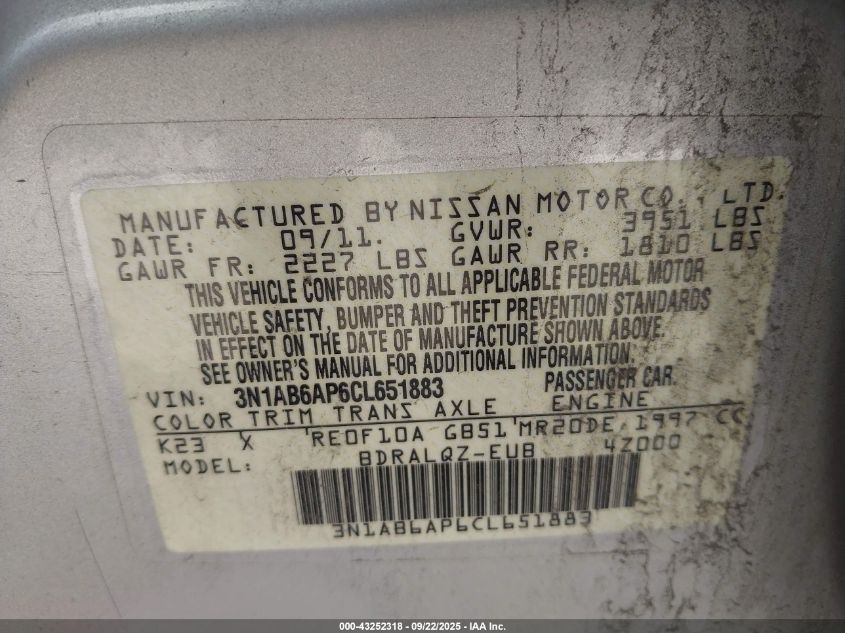 MANUFACTURED BY NISSAN MOTOR CO., LTD.
DATE: 09/11. GVWR: 3951 LBS
GAWR FR: 2227 LBS GAWR RR: 1810 LBS
THIS VEHICLE CONFORMS TO ALL APPLICABLE FEDERAL MOTOR
VEHICLE SAFETY, BUMPER AND THEFT PREVENTION STANDARDS
IN EFFECT ON THE DATE OF MANUFACTURE SHOWN ABOVE.
SEE OWNER'S MANUAL FOR ADDITIONAL INFORMATION.
VIN: 3N1AB6AP6CL651883 PASSENGER CAR.
COLOR TRIM TRANS AXLE ENGINE
K23 X RE0F10A GB51 MR20DE 1997 CC
MODEL: BDRALQZ-EUB 4Z000
3N1AB6AP6CL651883
000-43252318 - 09/22/2025 - IAA Inc.